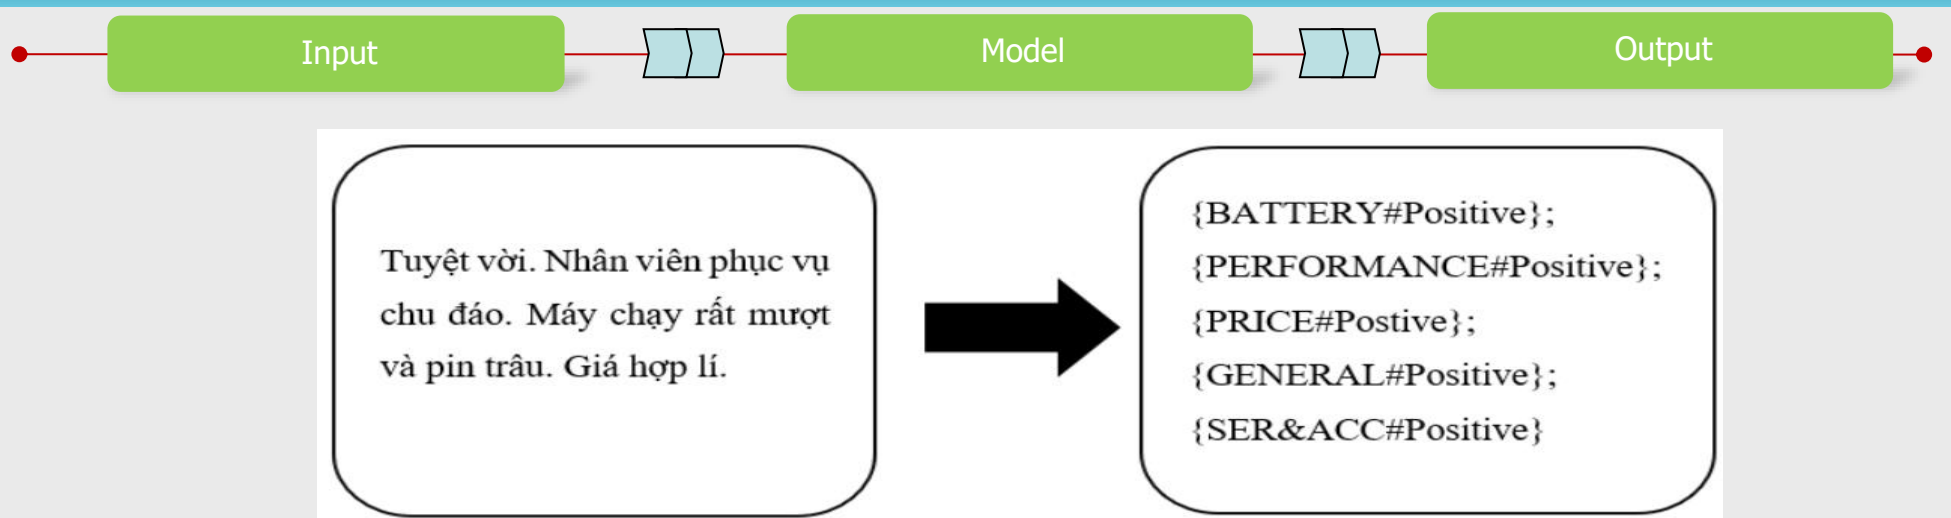 Input
Model
Output
Tuyệt vời. Nhân viên phục vụ
chu đáo. Máy chạy rất mượt
và pin trâu. Giá hợp lí.
{BATTERY#Positive};
{PERFORMANCE#Positive};
{PRICE#Postive};
{GENERAL#Positive};
{SER&ACC#Positive}